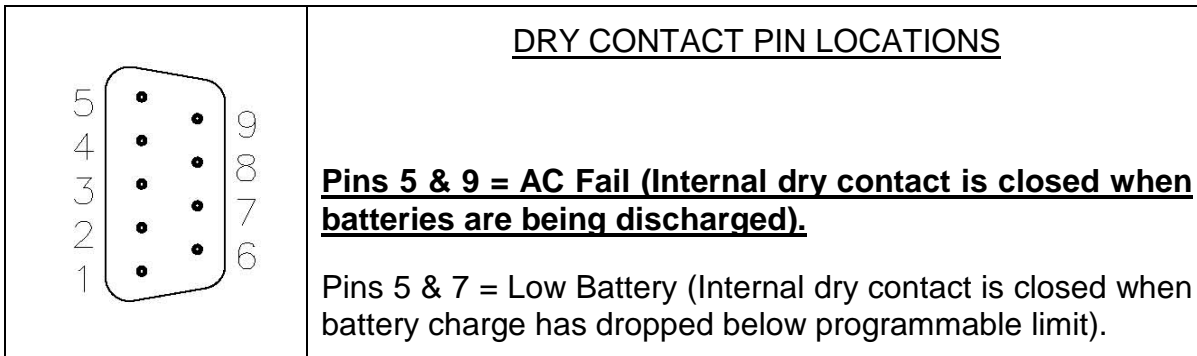 DRY CONTACT PIN LOCATIONS
5
9
4
8
3
7
2
6
1
Pins 5 & 9 = AC Fail (Internal dry contact is closed when
batteries are being discharged).
Pins 5 & 7 = Low Battery (Internal dry contact is closed when
battery charge has dropped below programmable limit).